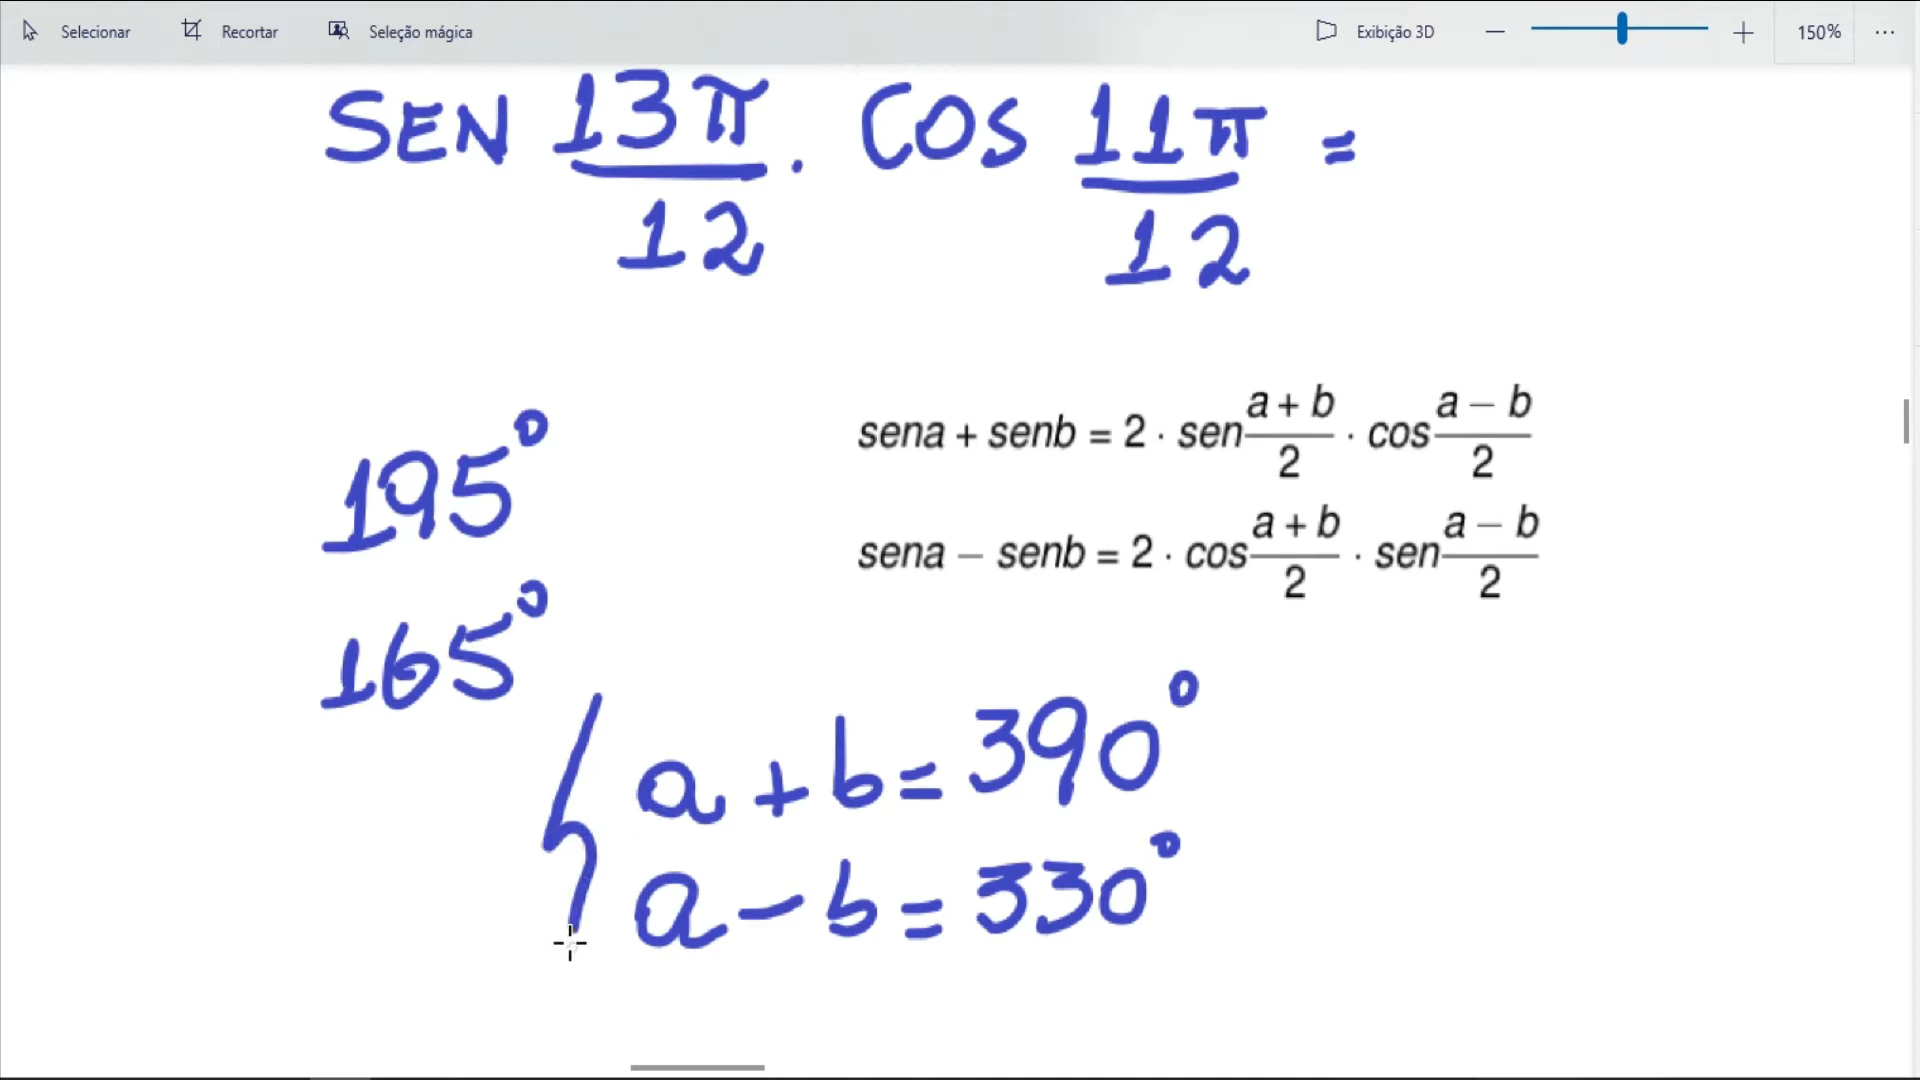 Selecionar Recortar Seleção mágica Exibição 3D 150%
SEN 13π/12 . COS 11π/12 =
195°
sena + senb = 2 · sen (a + b)/2 · cos (a − b)/2
sena − senb = 2 · cos (a + b)/2 · sen (a − b)/2
165°
a + b = 390°
a − b = 330°